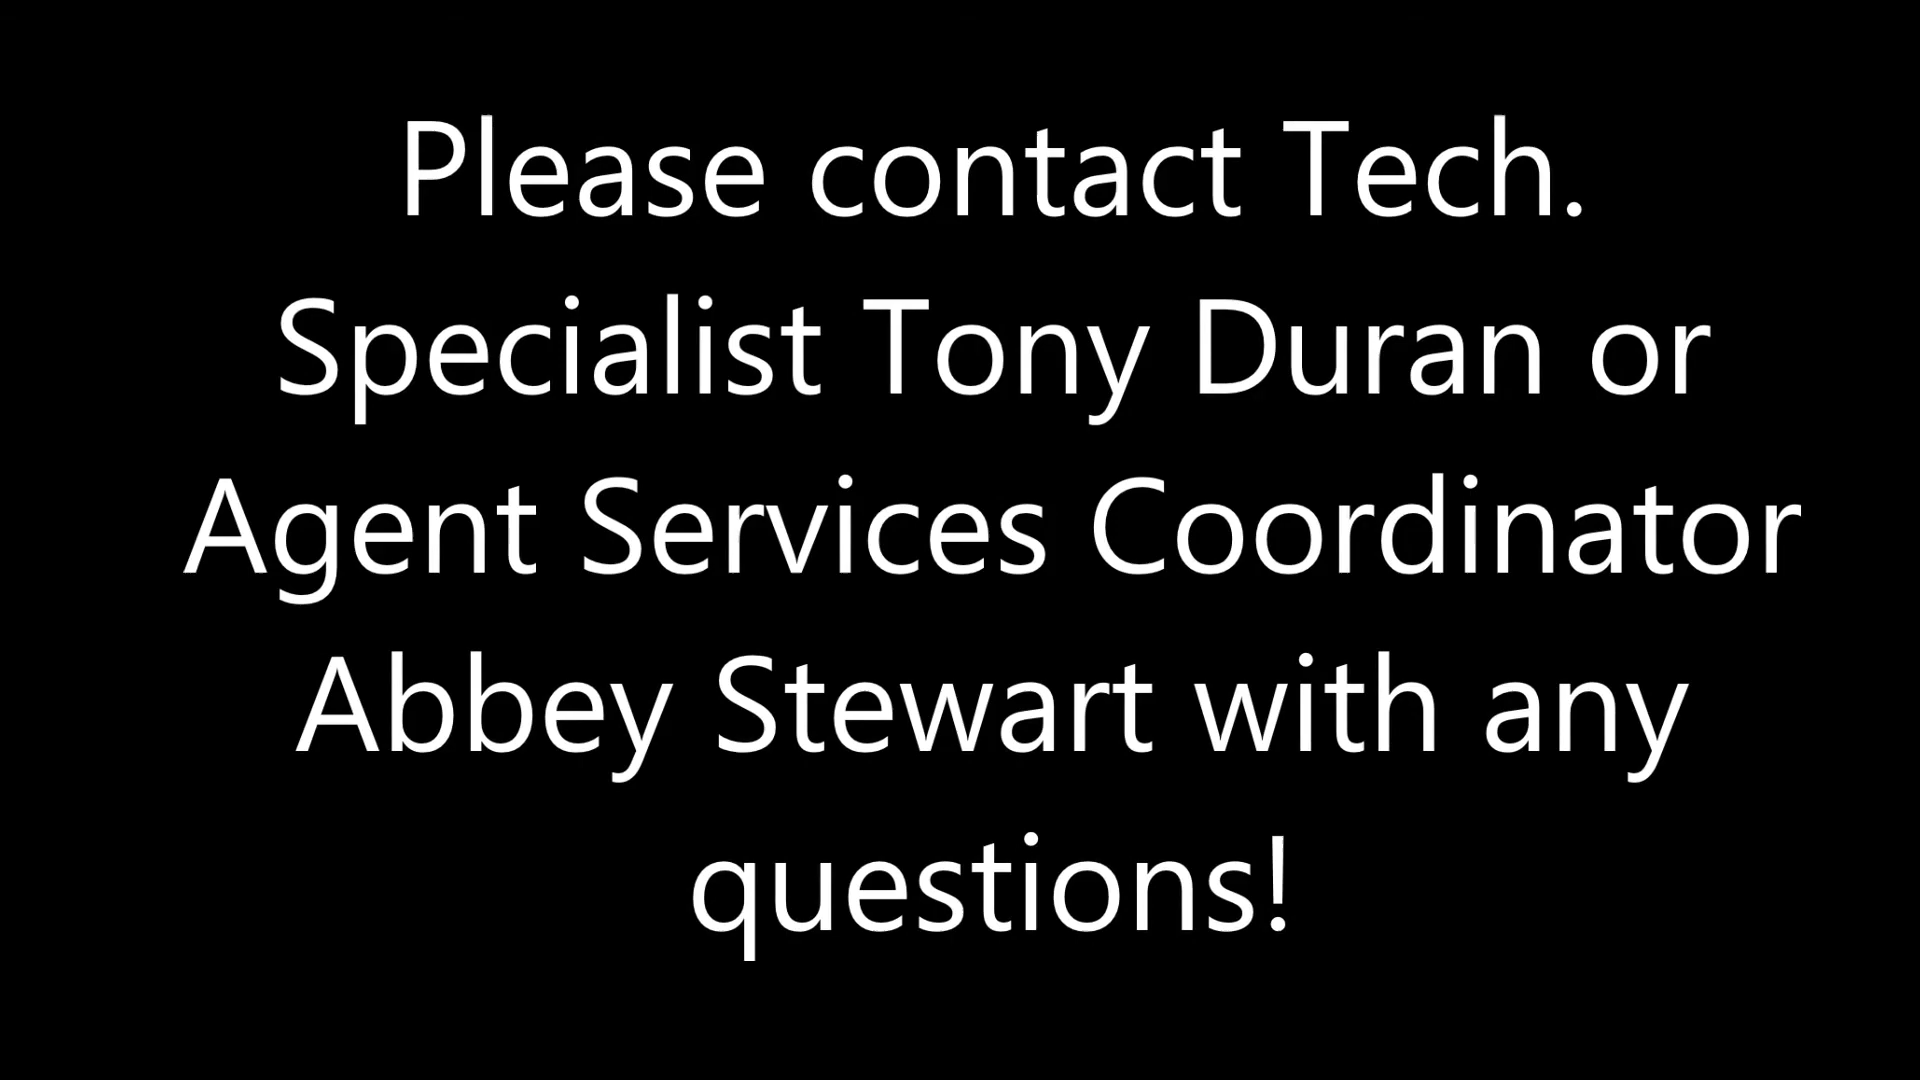 Please contact Tech.
Specialist Tony Duran or
Agent Services Coordinator
Abbey Stewart with any
questions!